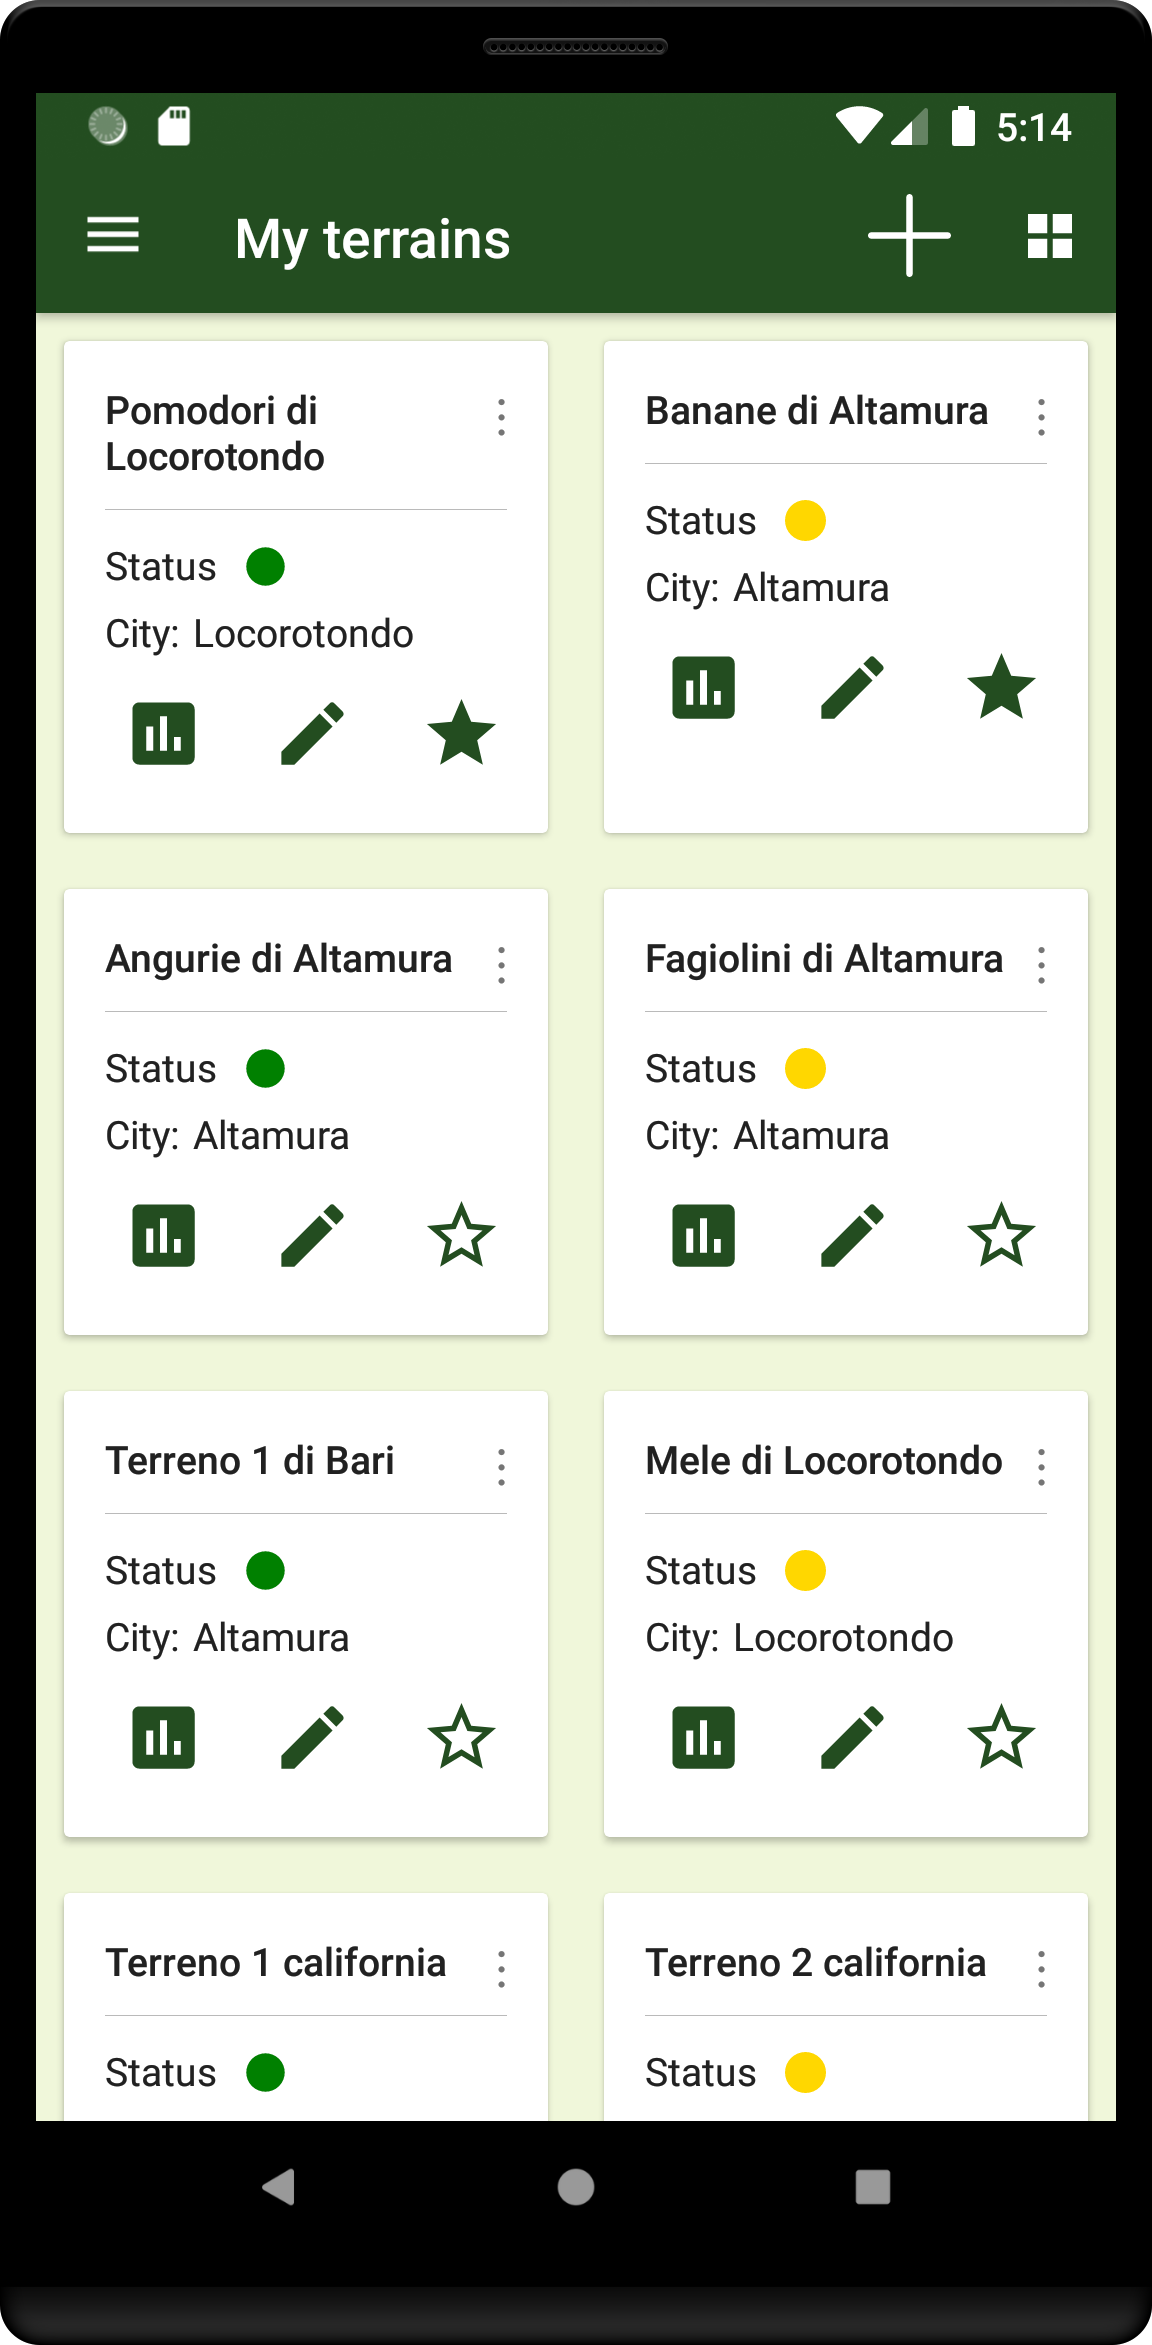 5:14
My terrains
Pomodori di
Locorotondo
Status
City: Locorotondo
Banane di Altamura
Status
City: Altamura
Angurie di Altamura
Status
City: Altamura
Fagiolini di Altamura
Status
City: Altamura
Terreno 1 di Bari
Status
City: Altamura
Mele di Locorotondo
Status
City: Locorotondo
Terreno 1 california
Status
Terreno 2 california
Status